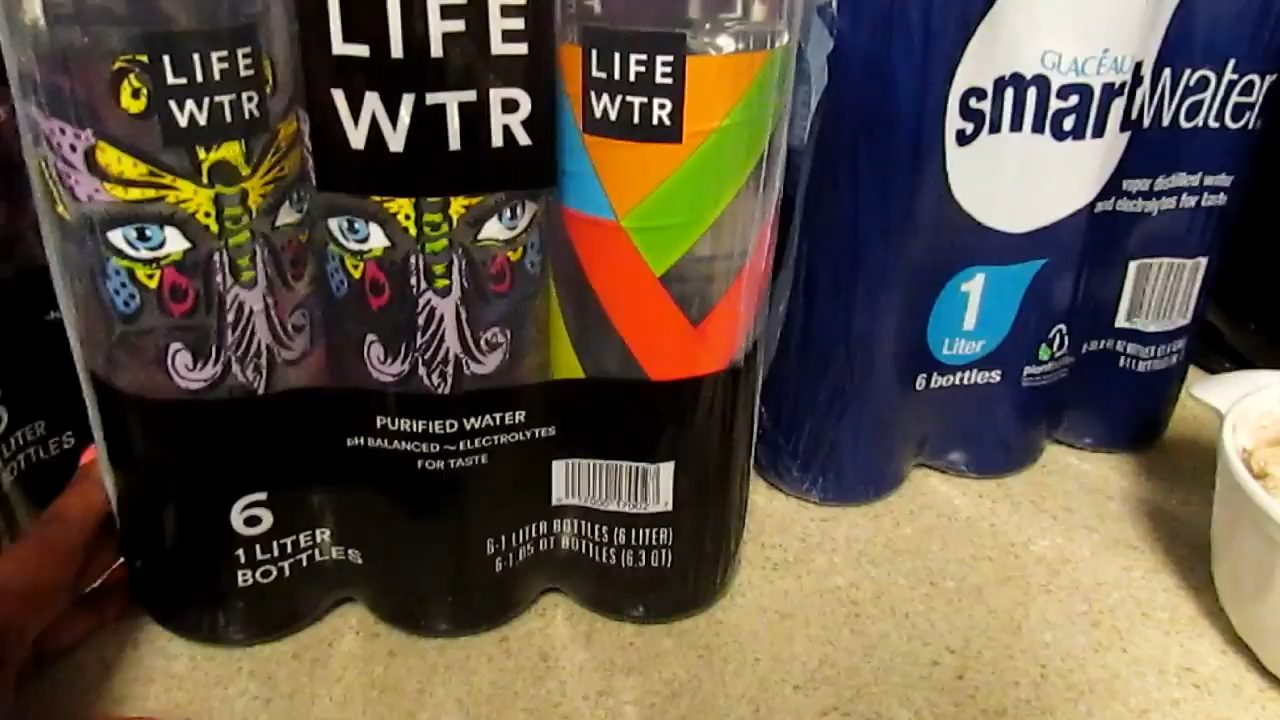 LIFE
WTR
LIFE
WTR
LIFE
WTR
PURIFIED WATER
PH BALANCED ~ ELECTROLYTES
FOR TASTE
6
1 LITER
BOTTLES
6-1 LITER BOTTLES (6 LITER)
6-1.05 QT BOTTLES (6.3 QT)
GLACÉAU
smartwater
vapor distilled water
and electrolytes for taste
1
Liter
6 bottles
LITER
BOTTLES